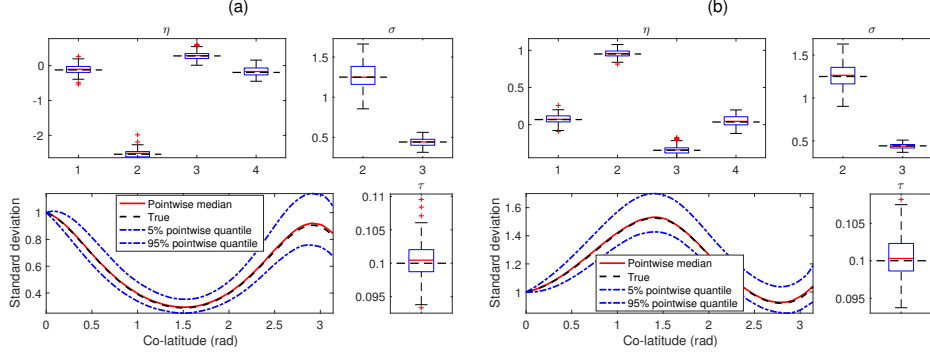 (a)
(b)
η
σ
η
σ
0
-1
-2
1 2 3 4
1.5
1
0.5
2 3
1
0.5
0
1 2 3 4
1.5
1
0.5
2 3
Standard deviation
1
0.8
0.6
0.4
Pointwise median
True
5% pointwise quantile
95% pointwise quantile
0 0.5 1 1.5 2 2.5 3
Co-latitude (rad)
τ
0.11
0.105
0.1
0.095
Standard deviation
1.6
1.4
1.2
1.0
Pointwise median
True
5% pointwise quantile
95% pointwise quantile
0 0.5 1 1.5 2 2.5 3
Co-latitude (rad)
τ
0.105
0.1
0.095